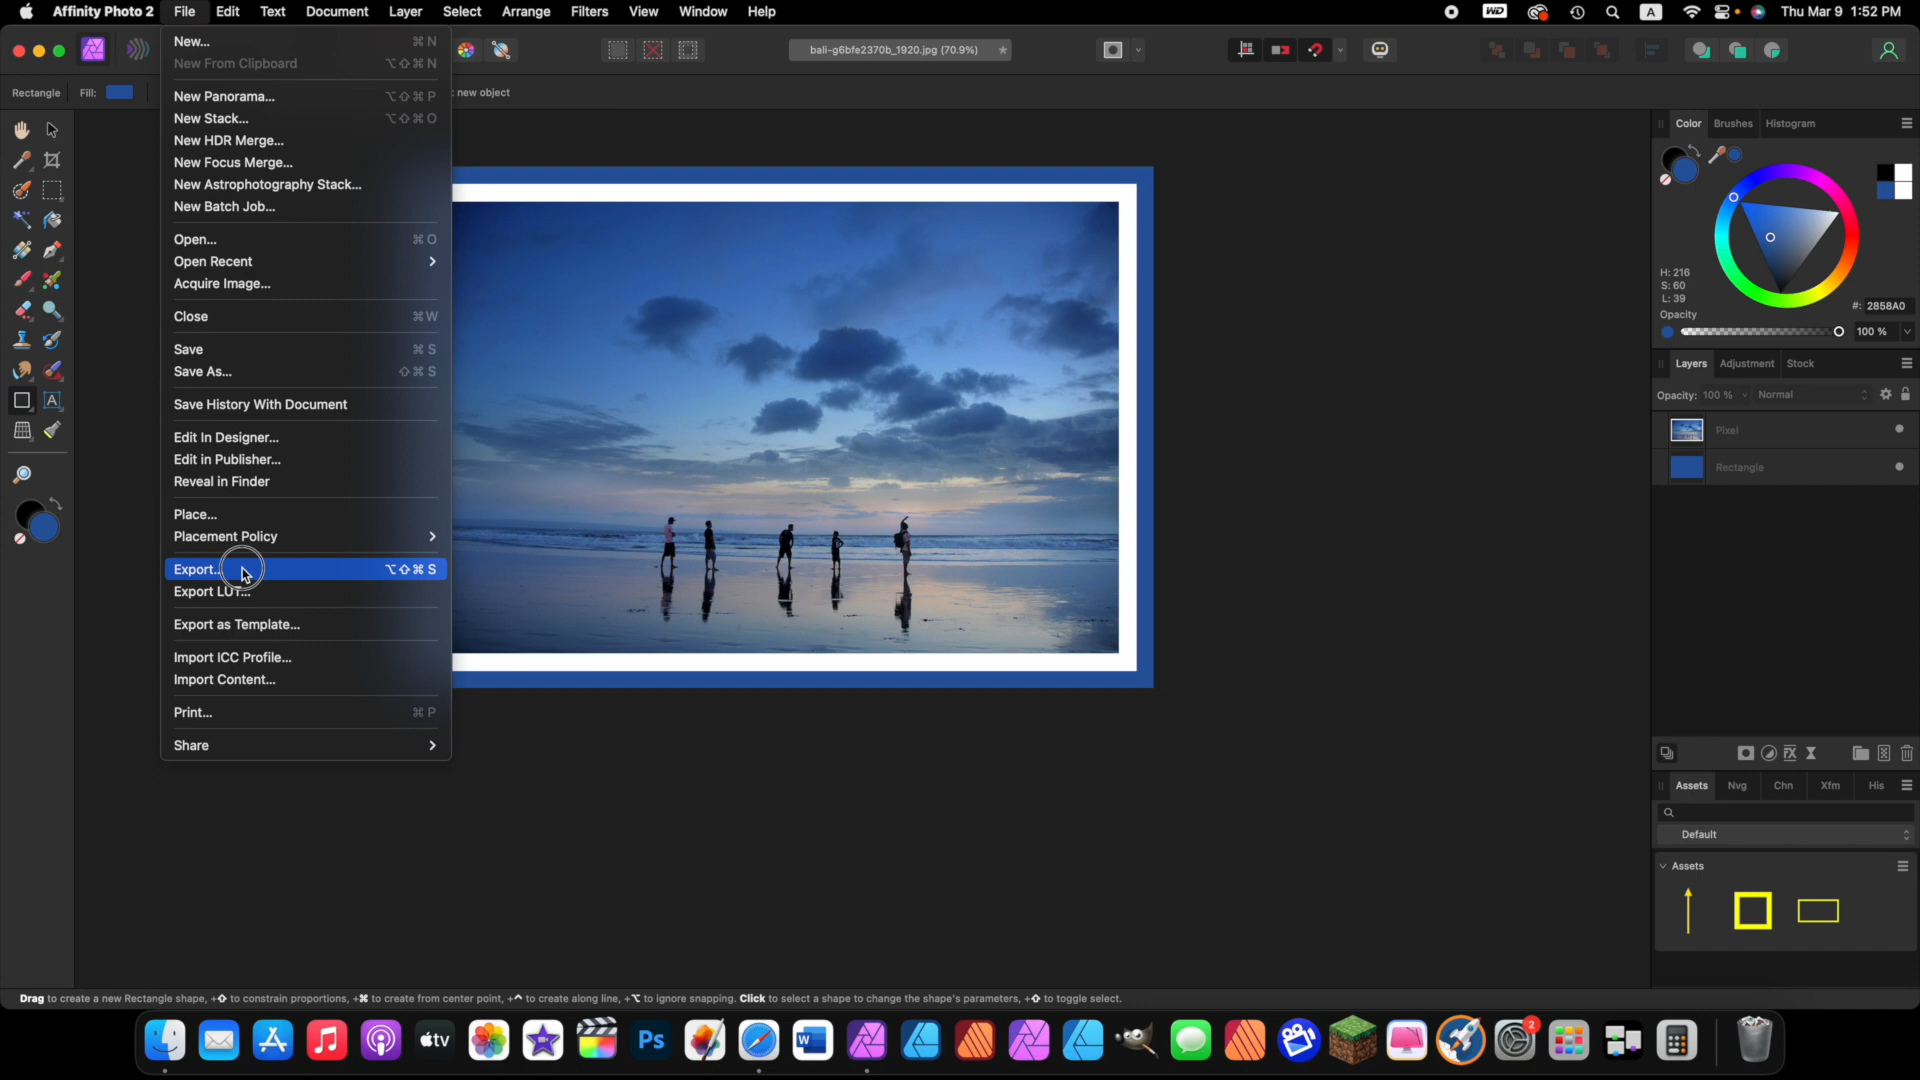 Affinity Photo 2 File Edit Text Document Layer Select Arrange Filters View Window Help WD A Thu Mar 9 1:52 PM
bali-g6bfe2370b_1920.jpg (70.9%) *
Rectangle Fill: : new object
New... ⌘ N
New From Clipboard ⌥⇧⌘ N
New Panorama... ⌥⇧⌘ P
New Stack... ⌥⇧⌘ O
New HDR Merge...
New Focus Merge...
New Astrophotography Stack...
New Batch Job...
Open... ⌘ O
Open Recent
Acquire Image...
Close ⌘ W
Save ⌘ S
Save As... ⇧⌘ S
Save History With Document
Edit In Designer...
Edit in Publisher...
Reveal in Finder
Place...
Placement Policy
Export... ⌥⇧⌘ S
Export LUT...
Export as Template...
Import ICC Profile...
Import Content...
Print... ⌘ P
Share
A
Color Brushes Histogram
H: 216
S: 60
L: 39
#: 2858A0
Opacity
100 %
Layers Adjustment Stock
Opacity: 100 % Normal
Pixel
Rectangle
Assets Nvg Chn Xfm His
Default
Assets
Drag to create a new Rectangle shape, +⇧ to constrain proportions, +⌘ to create from center point, +^ to create along line, +⌥ to ignore snapping. Click to select a shape to change the shape's parameters, +⇧ to toggle select.
tv Ps W 2